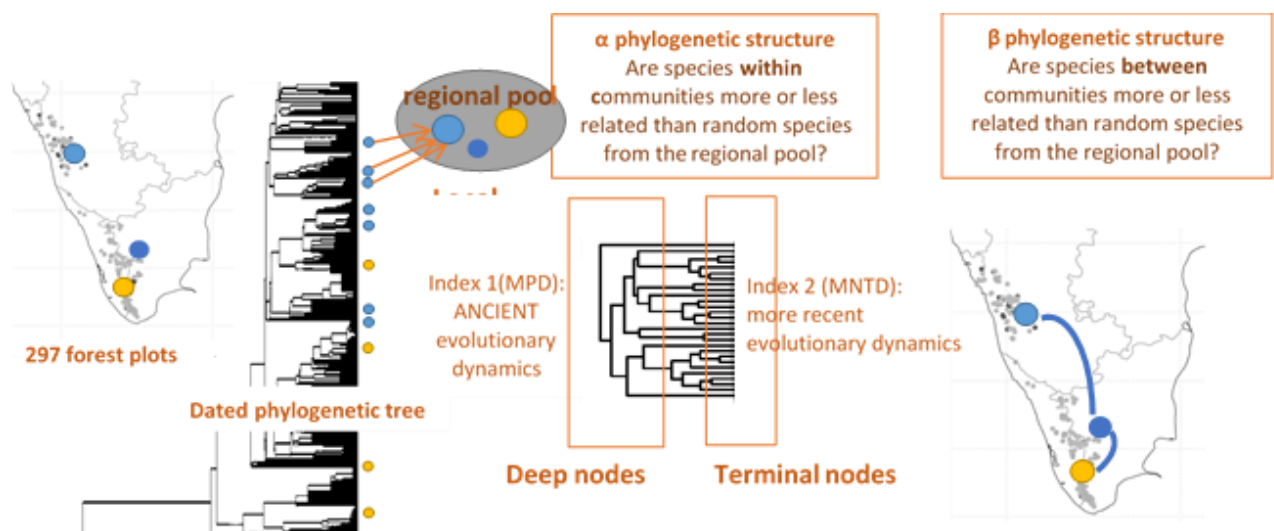 α phylogenetic structure
Are species within
communities more or less
related than random species
from the regional pool?
β phylogenetic structure
Are species between
communities more or less
related than random species
from the regional pool?
regional pool
297 forest plots
Dated phylogenetic tree
Index 1(MPD):
ANCIENT
evolutionary
dynamics
Index 2 (MNTD):
more recent
evolutionary dynamics
Deep nodes
Terminal nodes